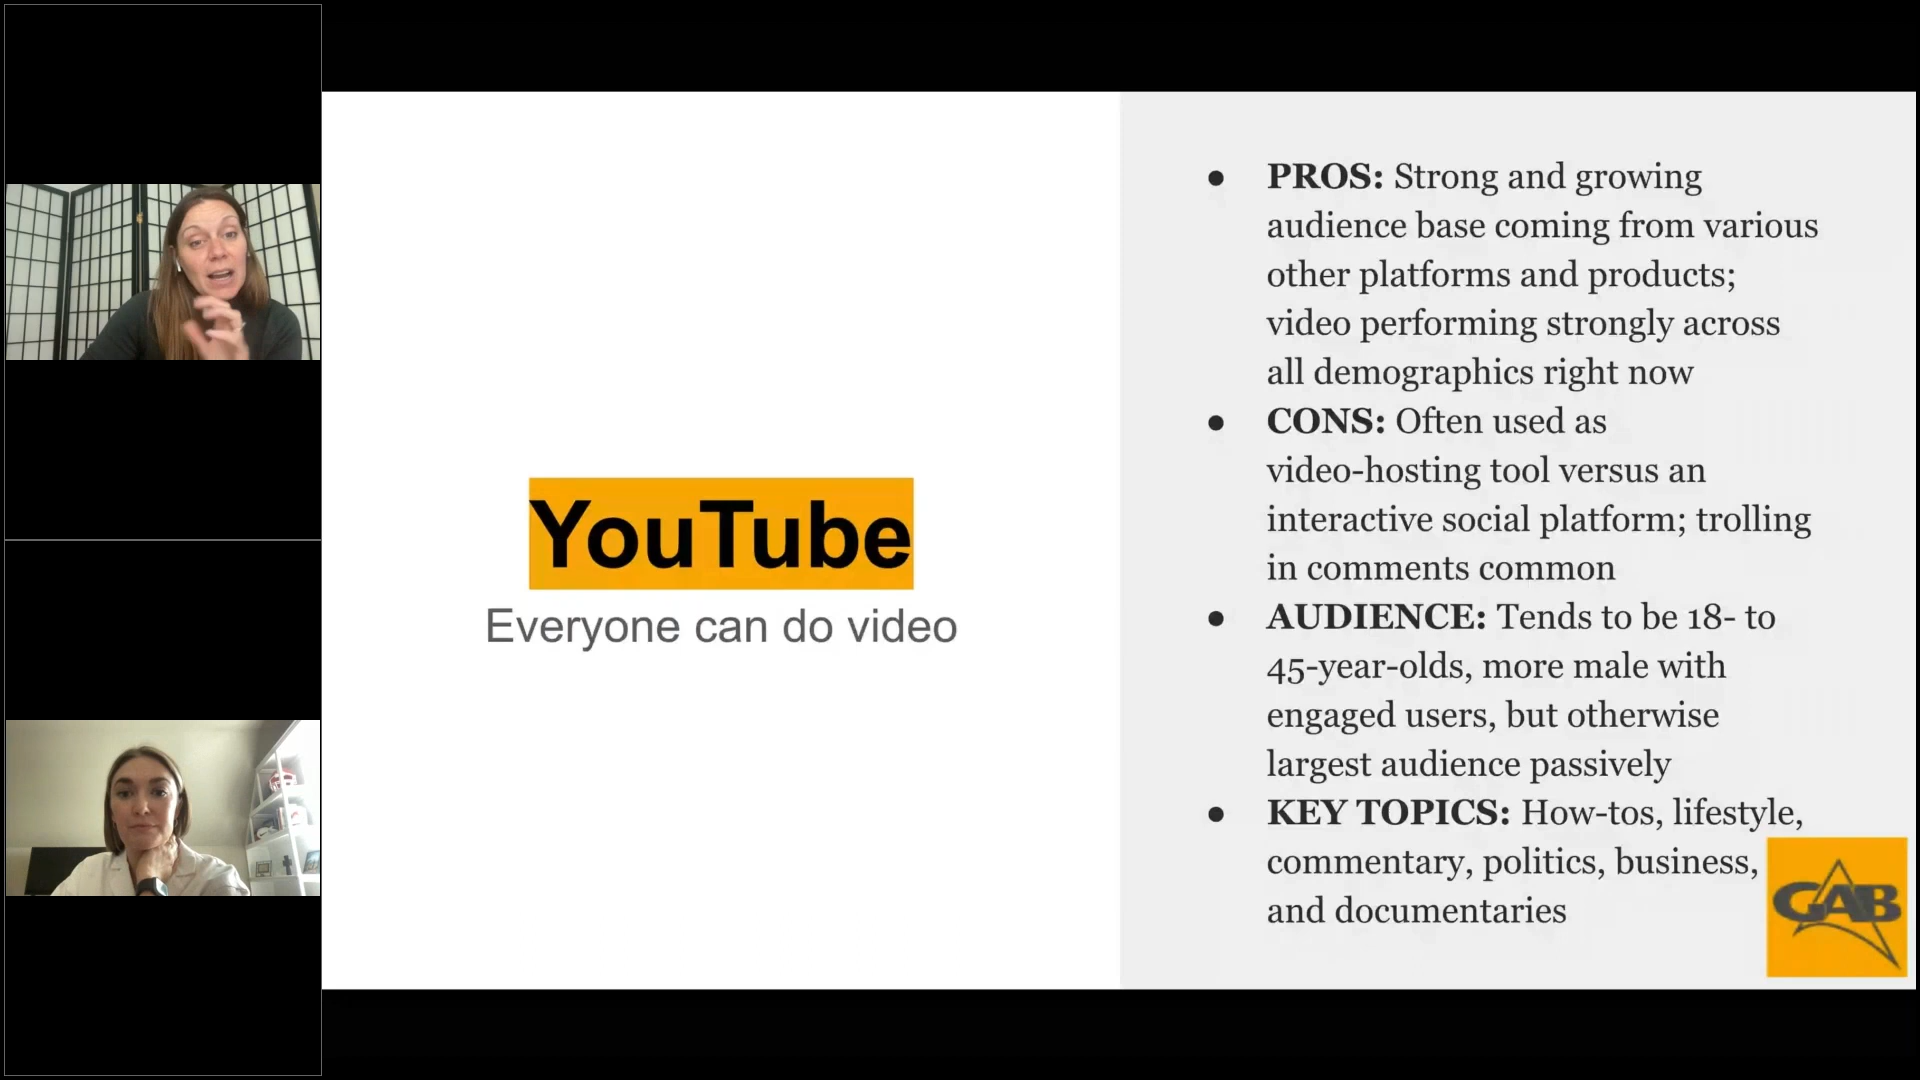 YouTube
Everyone can do video
● PROS: Strong and growing
audience base coming from various
other platforms and products;
video performing strongly across
all demographics right now
● CONS: Often used as
video-hosting tool versus an
interactive social platform; trolling
in comments common
● AUDIENCE: Tends to be 18- to
45-year-olds, more male with
engaged users, but otherwise
largest audience passively
● KEY TOPICS: How-tos, lifestyle,
commentary, politics, business,
and documentaries
GAB